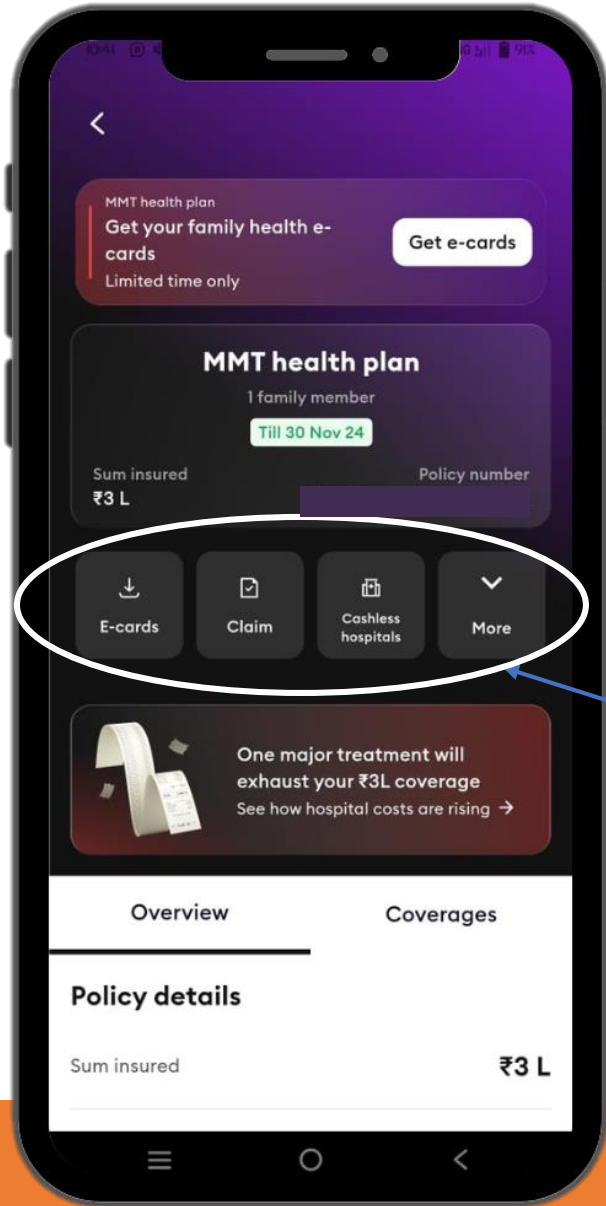 MMT health plan
Get your family health e-
cards
Limited time only
Get e-cards
MMT health plan
1 family member
Till 30 Nov 24
Sum insured
Policy number
₹3 L
E-cards
Claim
Cashless
hospitals
More
One major treatment will
exhaust your ₹3L coverage
See how hospital costs are rising →
Overview
Coverages
Policy details
Sum insured
₹3 L